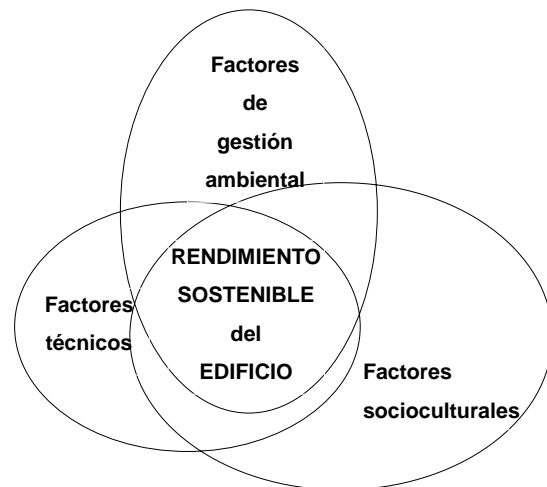 Factores
de
gestión
ambiental
RENDIMIENTO
SOSTENIBLE
del
EDIFICIO
Factores
técnicos
Factores
socioculturales